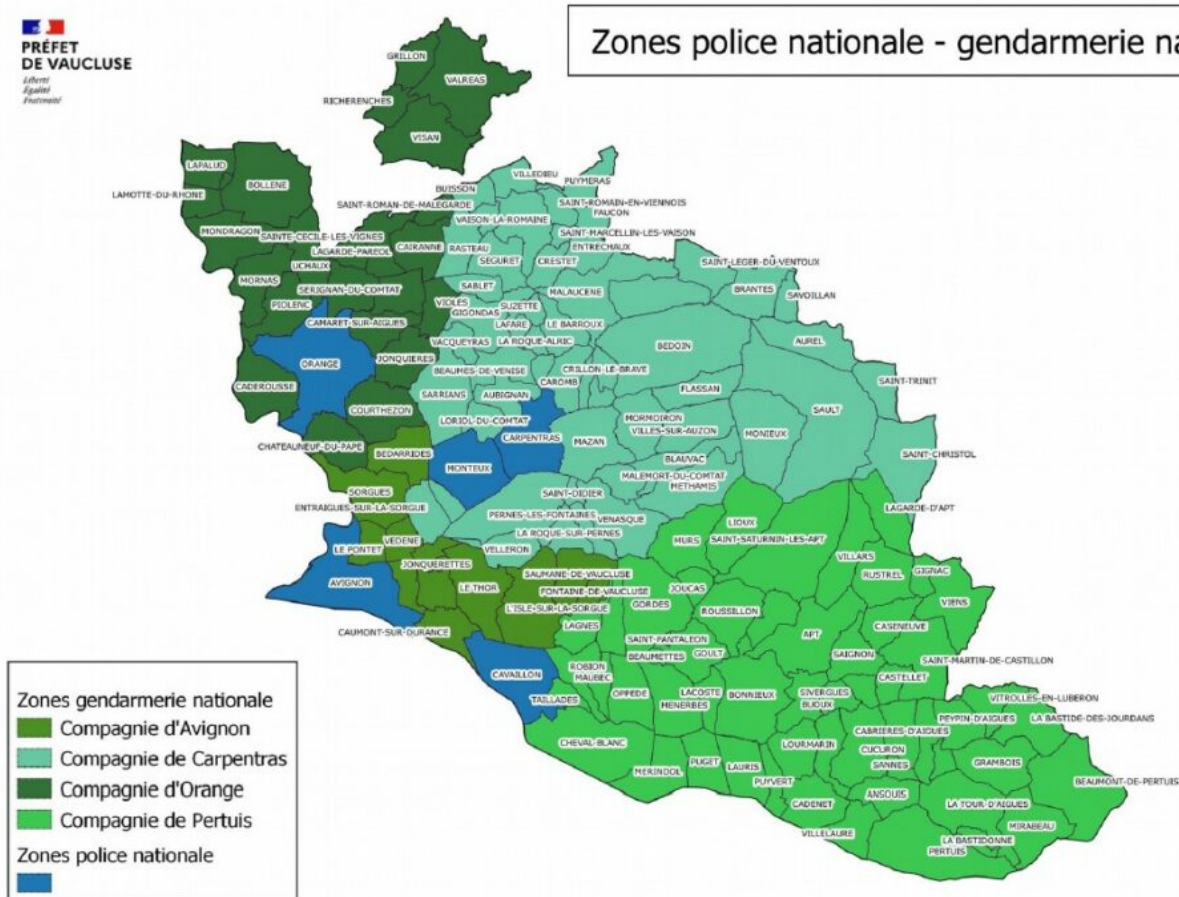 PRÉFET
DE VAUCLUSE
Liberté
Égalité
Fraternité
Zones police nationale - gendarmerie na
GRILLON
VALREAS
RICHERENCHES
VISAN
LAPALUD
BOLLENE
LAMOTTE-DU-RHONE
VILLEDIEU
PUYMERAS
BUISSON
SAINT-ROMAN-DE-MALEGARDE
SAINT-ROMAIN-EN-VIENNOIS
FAUCON
VAISON-LA-ROMAINE
MONDRAGON
SAINTE-CECILE-LES-VIGNES
SAINT-MARCELLIN-LES-VAISON
LAGARDE-PAREOL
CAIRANNE
RASTEAU
ENTRECHAUX
UCHAUX
SEGURET
CRESTET
SAINT-LEGER-DU-VENTOUX
MORNAS
SERIGNAN-DU-COMTAT
SABLET
MALAUCENE
BRANTES
SAVOILLAN
PIOLENC
VIOLES
GIGONDAS
SUZETTE
CAMARET-SUR-AIGUES
LAFARE
LE BARROUX
VACQUEYRAS
LA ROQUE-ALRIC
BEDOIN
AUREL
ORANGE
JONQUIERES
BEAUMES-DE-VENISE
CRILLON-LE-BRAVE
CAROMB
SAINT-TRINIT
CADEROUSSE
SARRIANS
AUBIGNAN
FLASSAN
SAULT
COURTHEZON
LORIOL-DU-COMTAT
MORMOIRON
VILLES-SUR-AUZON
MONIEUX
CARPENTRAS
MAZAN
CHATEAUNEUF-DU-PAPE
BEDARRIDES
BLAUVAC
SAINT-CHRISTOL
MONTEUX
MALEMORT-DU-COMTAT
METHAMIS
SORGUES
SAINT-DIDIER
ENTRAIGUES-SUR-LA-SORGUE
LAGARDE-D'APT
PERNES-LES-FONTAINES
VENASQUE
LIOUX
LA ROQUE-SUR-PERNES
MURS
SAINT-SATURNIN-LES-APT
VEDENE
LE PONTET
VELLERON
VILLARS
JONQUERETTES
SAUMANE-DE-VAUCLUSE
RUSTREL
GIGNAC
AVIGNON
LE THOR
FONTAINE-DE-VAUCLUSE
JOUCAS
VIENS
L'ISLE-SUR-LA-SORGUE
GORDES
ROUSSILLON
LAGNES
CASENEUVE
CAUMONT-SUR-DURANCE
SAINT-PANTALEON
APT
BEAUMETTES
GOULT
SAIGNON
SAINT-MARTIN-DE-CASTILLON
CAVAILLON
ROBION
MAUBEC
CASTELLET
TAILLADES
OPPEDE
LACOSTE
MENERBES
BONNIEUX
SIVERGUES
BUOUX
VITROLLES-EN-LUBERON
PEYPIN-D'AIGUES
LA BASTIDE-DES-JOURDANS
CABRIERES-D'AIGUES
CHEVAL-BLANC
LOURMARIN
CUCURON
SANNES
GRAMBOIS
MERINDOL
PUGET
LAURIS
PUYVERT
BEAUMONT-DE-PERTUIS
CADENET
ANSOUIS
LA TOUR-D'AIGUES
VILLELAURE
MIRABEAU
LA BASTIDONNE
PERTUIS
Zones gendarmerie nationale
Compagnie d'Avignon
Compagnie de Carpentras
Compagnie d'Orange
Compagnie de Pertuis
Zones police nationale